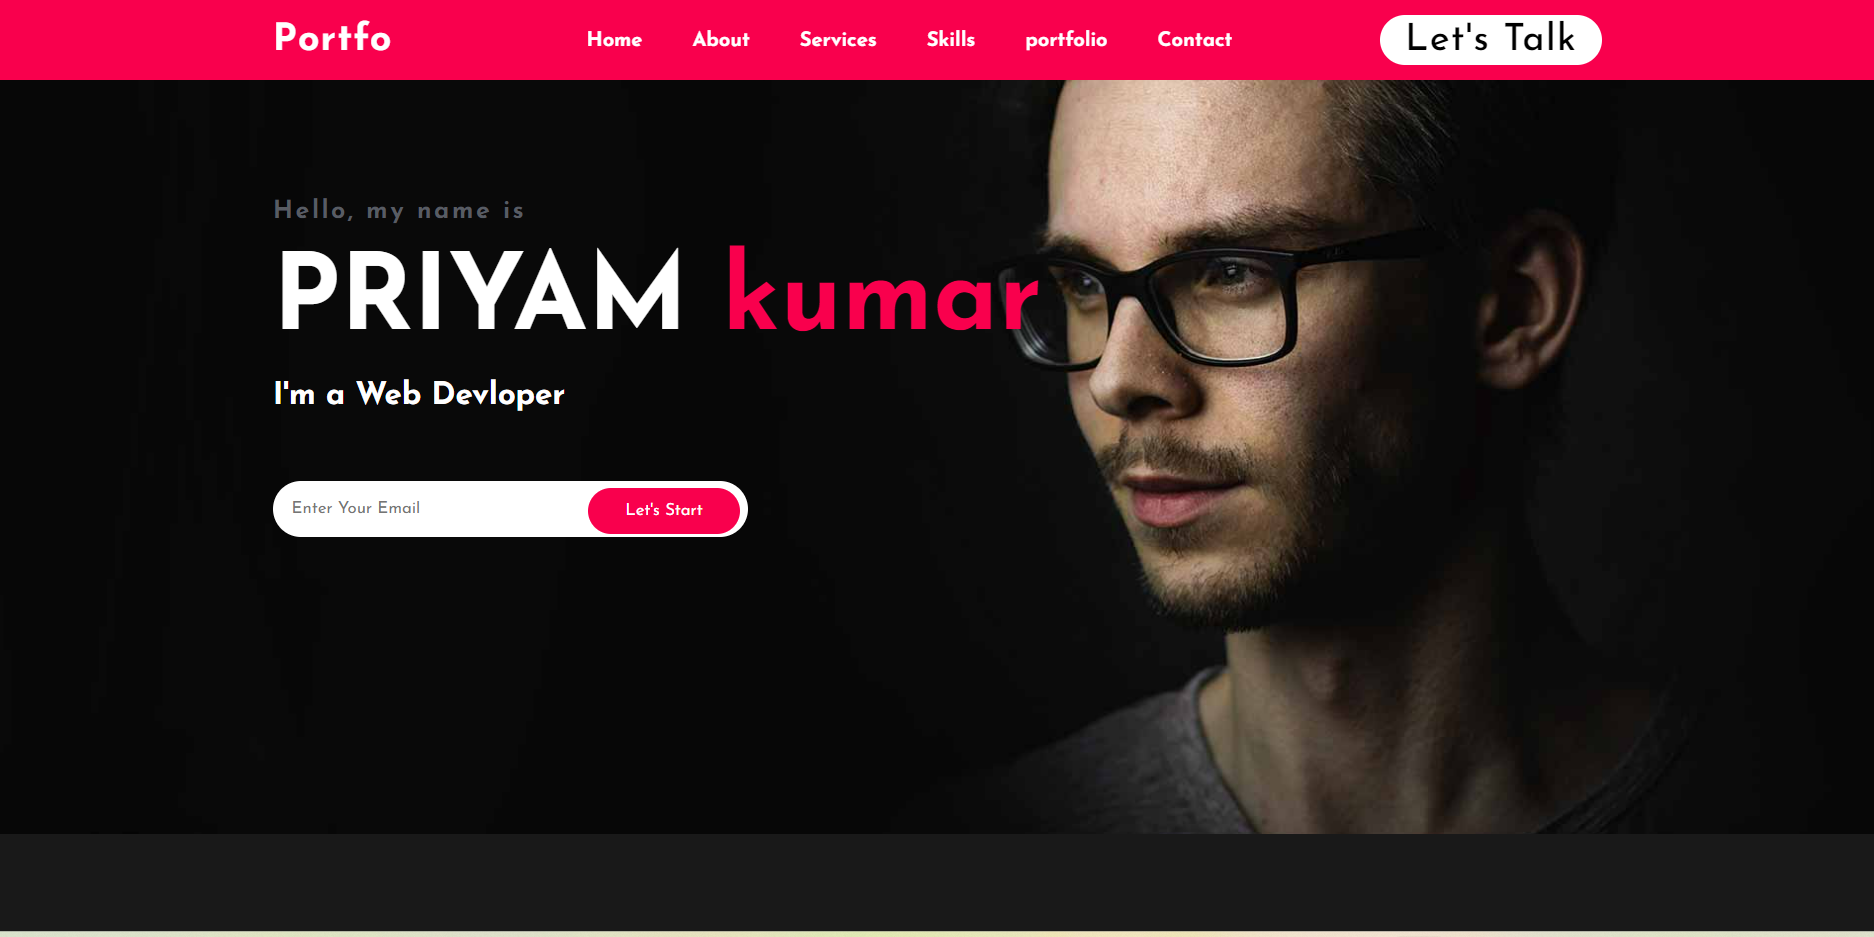 Portfo
Home About Services Skills portfolio Contact
Let's Talk
Hello, my name is
PRIYAM kumar
I'm a Web Devloper
Enter Your Email
Let's Start